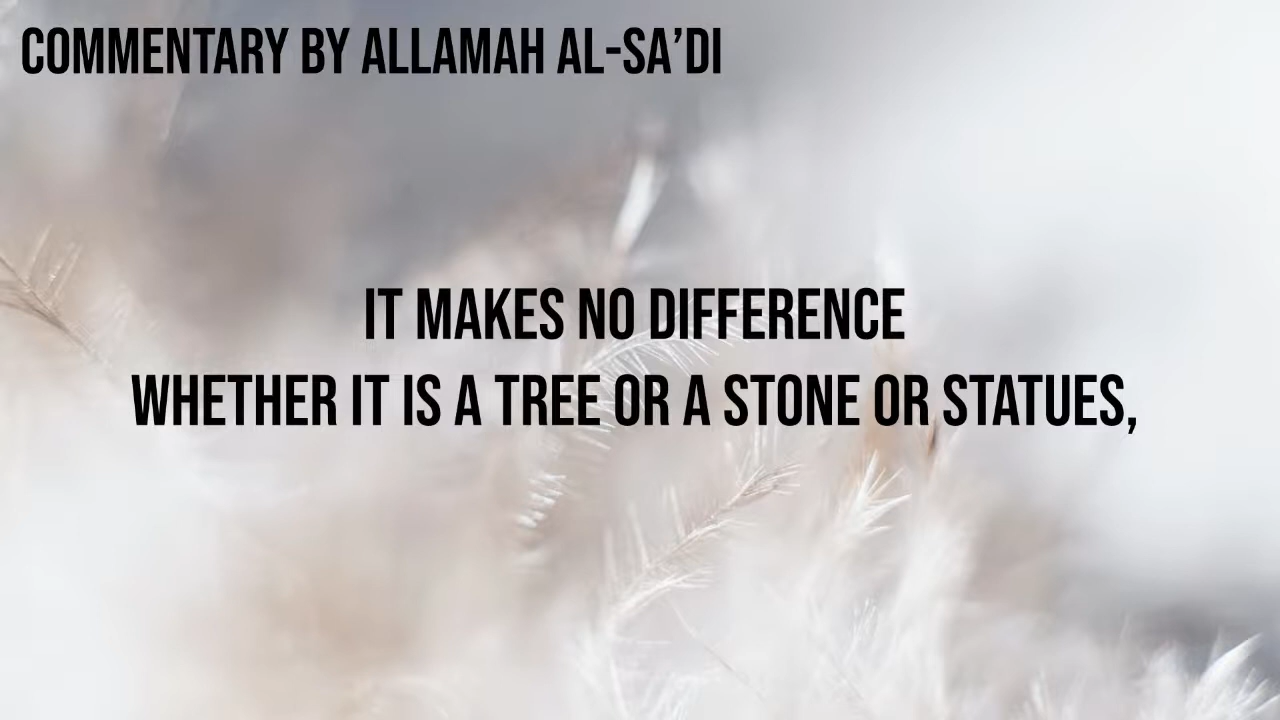 COMMENTARY BY ALLAMAH AL-SA’DI
IT MAKES NO DIFFERENCE
WHETHER IT IS A TREE OR A STONE OR STATUES,